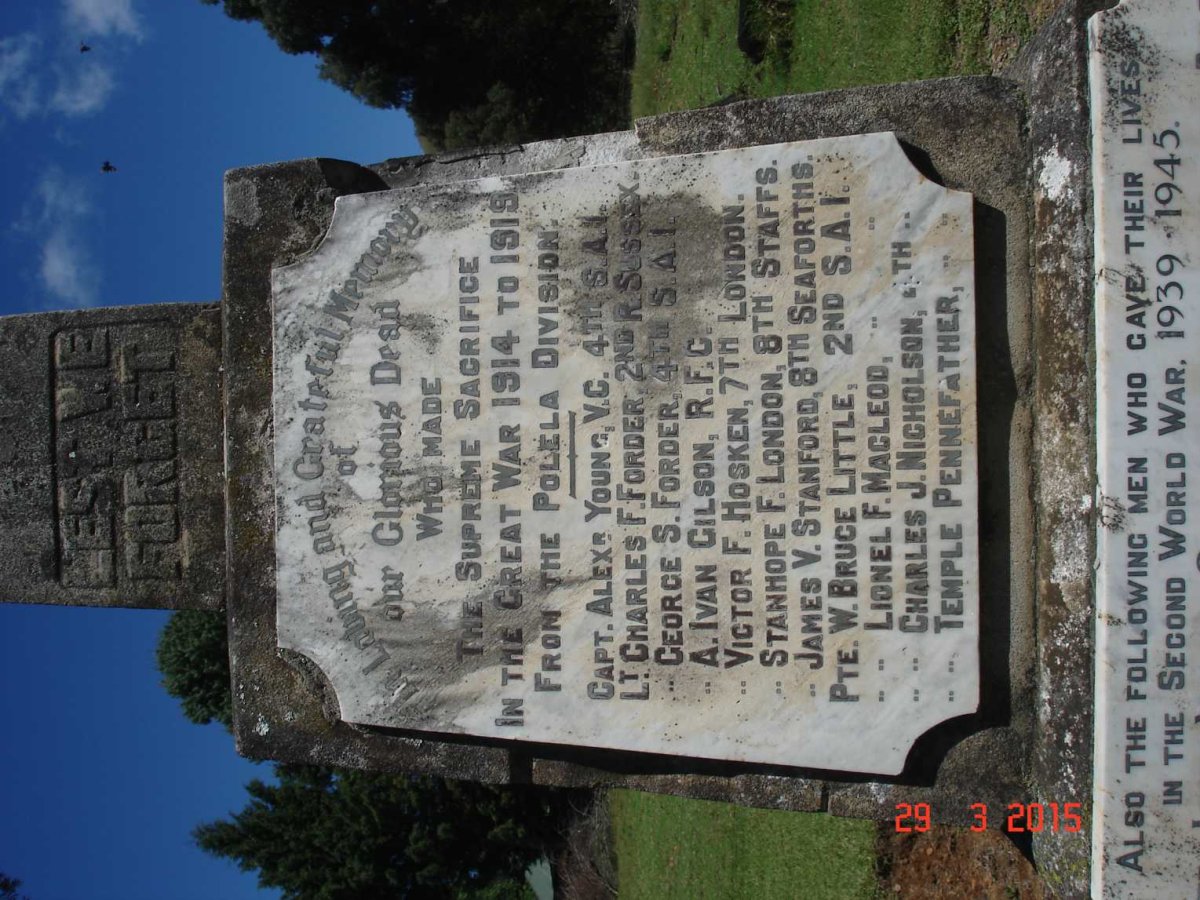 LEST WE
FORGET
In Loving and Grateful Memory
of
our Glorious Dead
WHO MADE
THE SUPREME SACRIFICE
IN THE GREAT WAR 1914 TO 1919
FROM THE POLELA DIVISION.
CAPT. ALEXR YOUNG, V.C. 4TH S.A.I.
LT. CHARLES F. FORDER, 2ND R. SUSSEX.
.. GEORGE S. FORDER, 4TH S.A.I.
.. A. IVAN GILSON, R.F.C.
.. VICTOR F. HOSKEN, 7TH LONDON.
.. STANHOPE F. LONDON, 8TH STAFFS.
.. JAMES V. STANFORD, 8TH SEAFORTHS.
PTE. W. BRUCE LITTLE, 2ND S.A.I.
.. LIONEL F. MACLEOD, .. ..
.. CHARLES J. NICHOLSON, 4TH ..
.. TEMPLE PENNEFATHER, .. ..
ALSO THE FOLLOWING MEN WHO GAVE THEIR LIVES
IN THE SECOND WORLD WAR. 1939-1945.
29 3 2015